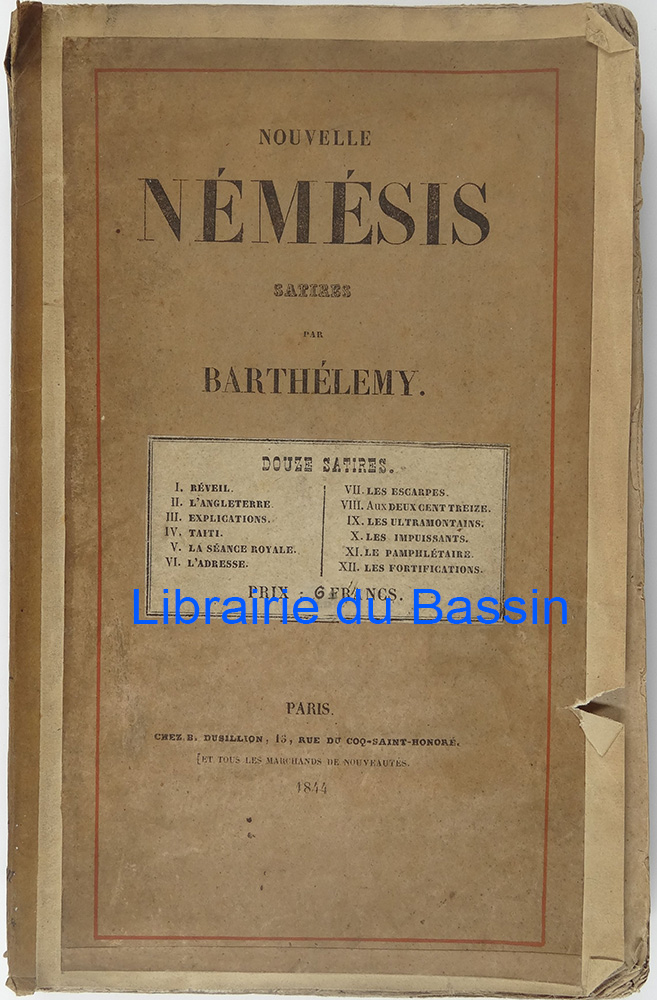 NOUVELLE
NÉMÉSIS
SATIRES
PAR
BARTHÉLEMY.
DOUZE SATIRES.
I. RÉVEIL.
II. L'ANGLETERRE
III. EXPLICATIONS.
IV. TAITI.
V. LA SÉANCE ROYALE.
VI. L'ADRESSE.
VII. LES ESCARPES.
VIII. AUX DEUX CENT TREIZE.
IX. LES ULTRAMONTAINS.
X. LES IMPUISSANTS.
XI. LE PAMPHLÉTAIRE.
XII. LES FORTIFICATIONS.
PRIX : 6 FRANCS.
Librairie du Bassin
PARIS.
CHEZ B. DUSILLION, 13, RUE DU COQ-SAINT-HONORÉ.
ET TOUS LES MARCHANDS DE NOUVEAUTES.
1844